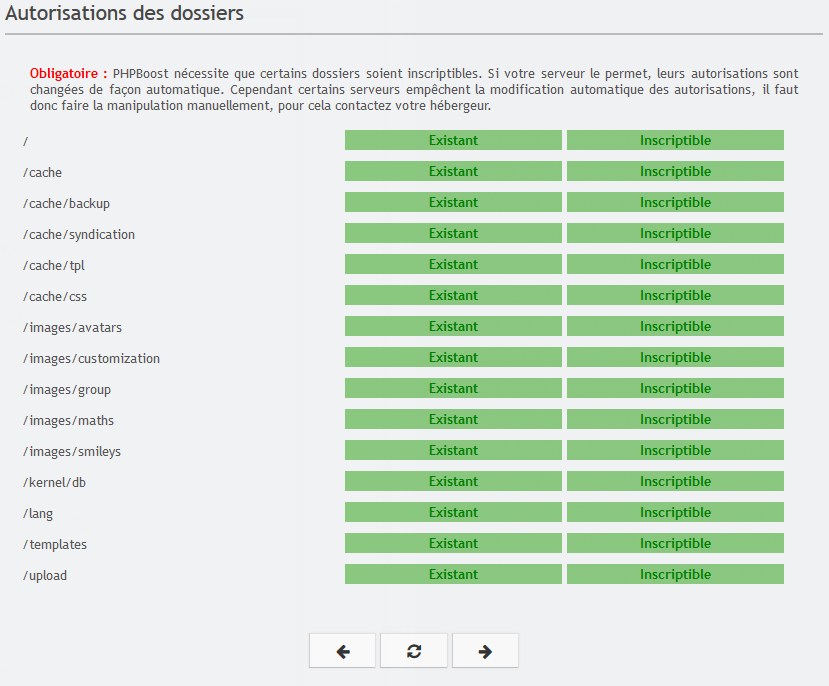 Autorisations des dossiers
Obligatoire : PHPBoost nécessite que certains dossiers soient inscriptibles. Si votre serveur le permet, leurs autorisations sont
changées de façon automatique. Cependant certains serveurs empêchent la modification automatique des autorisations, il faut
donc faire la manipulation manuellement, pour cela contactez votre hébergeur.
/ Existant Inscriptible
/cache Existant Inscriptible
/cache/backup Existant Inscriptible
/cache/syndication Existant Inscriptible
/cache/tpl Existant Inscriptible
/cache/css Existant Inscriptible
/images/avatars Existant Inscriptible
/images/customization Existant Inscriptible
/images/group Existant Inscriptible
/images/maths Existant Inscriptible
/images/smileys Existant Inscriptible
/kernel/db Existant Inscriptible
/lang Existant Inscriptible
/templates Existant Inscriptible
/upload Existant Inscriptible